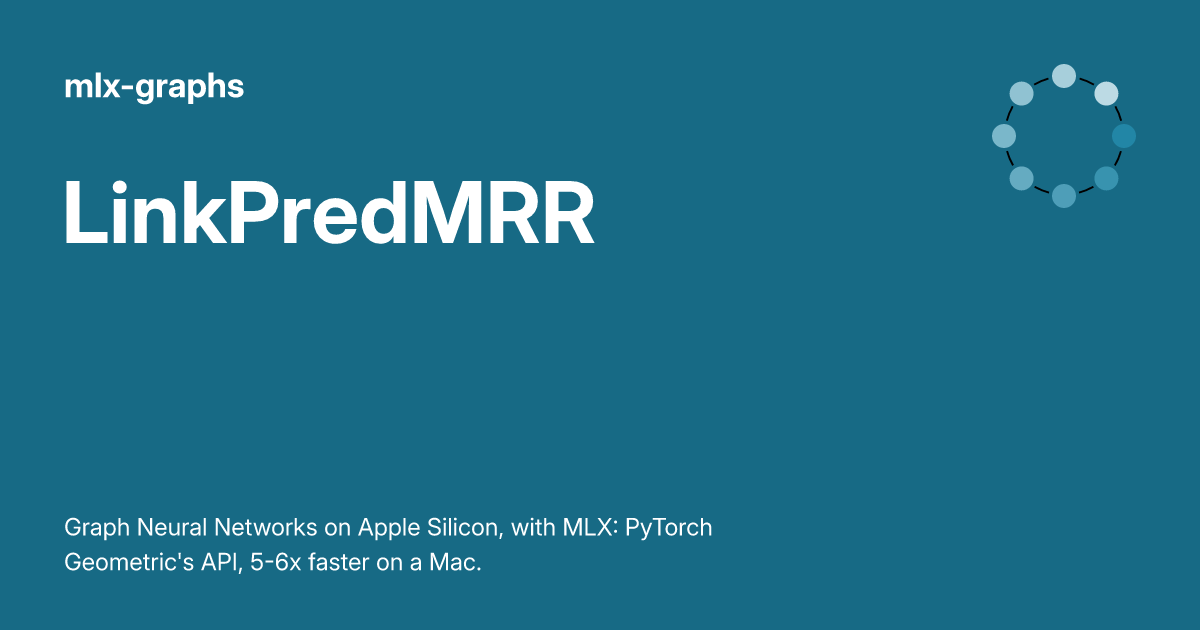 mlx-graphs
LinkPredMRR
Graph Neural Networks on Apple Silicon, with MLX: PyTorch
Geometric's API, 5-6x faster on a Mac.